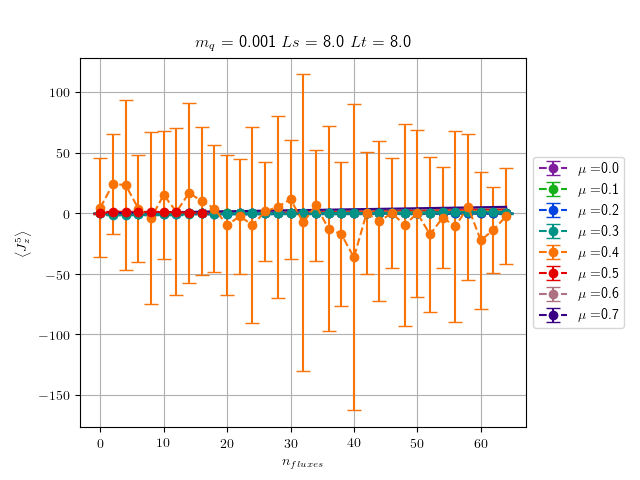 m_q = 0.001 Ls = 8.0 Lt = 8.0
100
50
0
−50
−100
−150
⟨J_z^5⟩
0 10 20 30 40 50 60
n_fluxes
μ =0.0
μ =0.1
μ =0.2
μ =0.3
μ =0.4
μ =0.5
μ =0.6
μ =0.7